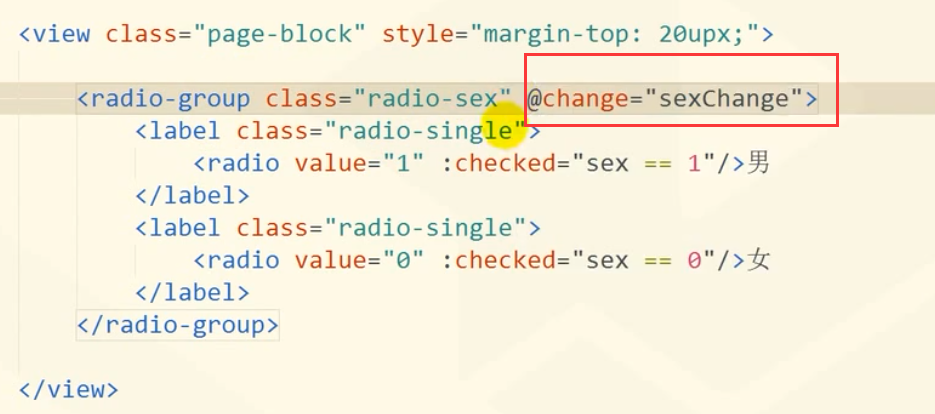 <view class="page-block" style="margin-top: 20upx;">
<radio-group class="radio-sex" @change="sexChange">
<label class="radio-single">
<radio value="1" :checked="sex == 1"/>男
</label>
<label class="radio-single">
<radio value="0" :checked="sex == 0"/>女
</label>
</radio-group>
</view>